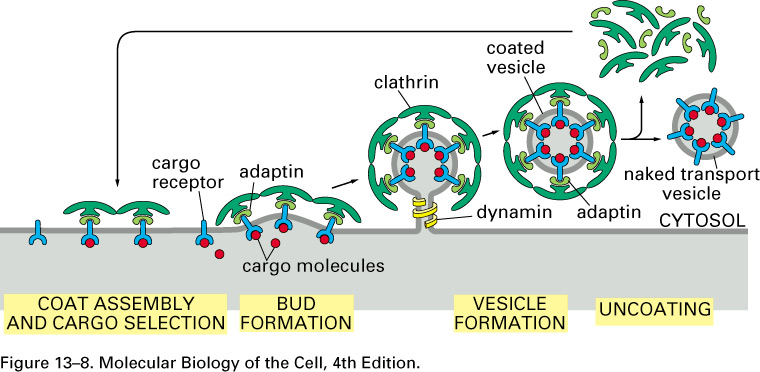 coated
vesicle
clathrin
cargo
receptor
adaptin
naked transport
vesicle
dynamin
adaptin
CYTOSOL
cargo molecules
COAT ASSEMBLY
AND CARGO SELECTION
BUD
FORMATION
VESICLE
FORMATION
UNCOATING
Figure 13–8. Molecular Biology of the Cell, 4th Edition.